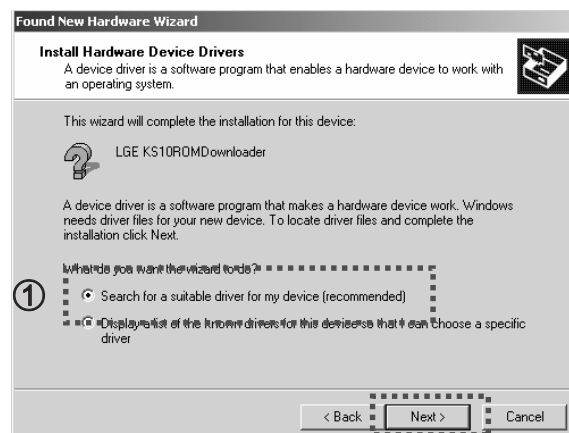 Found New Hardware Wizard
Install Hardware Device Drivers
A device driver is a software program that enables a hardware device to work with
an operating system.
This wizard will complete the installation for this device:
LGE KS10ROMDownloader
A device driver is a software program that makes a hardware device work. Windows
needs driver files for your new device. To locate driver files and complete the
installation click Next.
What do you want the wizard to do?
①
Search for a suitable driver for my device (recommended)
Display a list of the known drivers for this device so that I can choose a specific
driver
< Back
Next >
Cancel